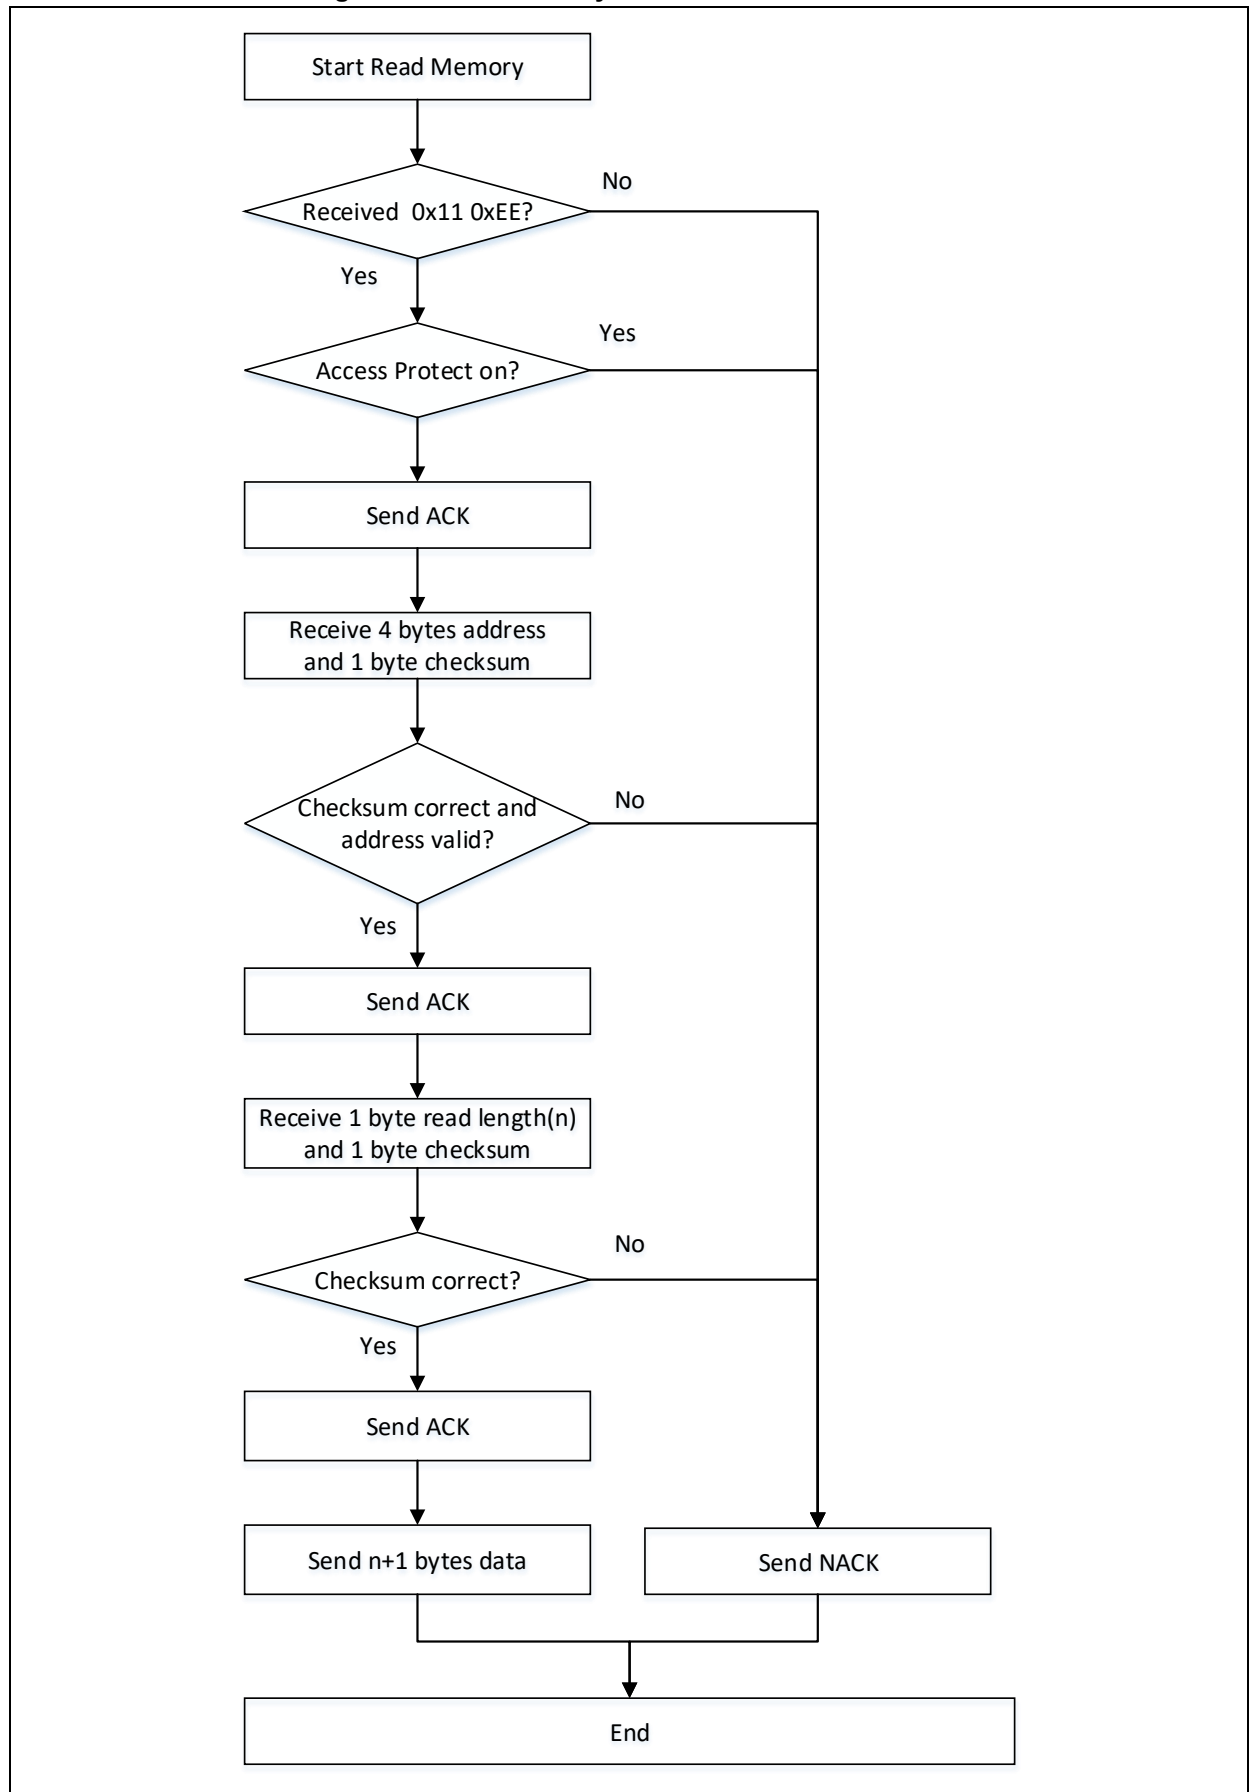 Start Read Memory
Received 0x11 0xEE?
No
Yes
Access Protect on?
Yes
Send ACK
Receive 4 bytes address
and 1 byte checksum
Checksum correct and
address valid?
No
Yes
Send ACK
Receive 1 byte read length(n)
and 1 byte checksum
Checksum correct?
No
Yes
Send ACK
Send n+1 bytes data
Send NACK
End